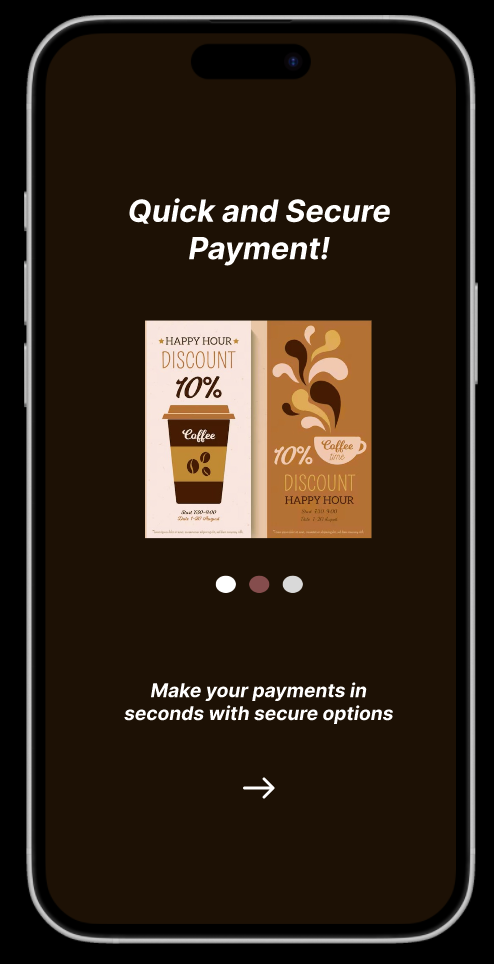 Quick and Secure
Payment!
HAPPY HOUR
DISCOUNT
10%
Coffee
10%
Coffee
time
DISCOUNT
HAPPY HOUR
Make your payments in
seconds with secure options